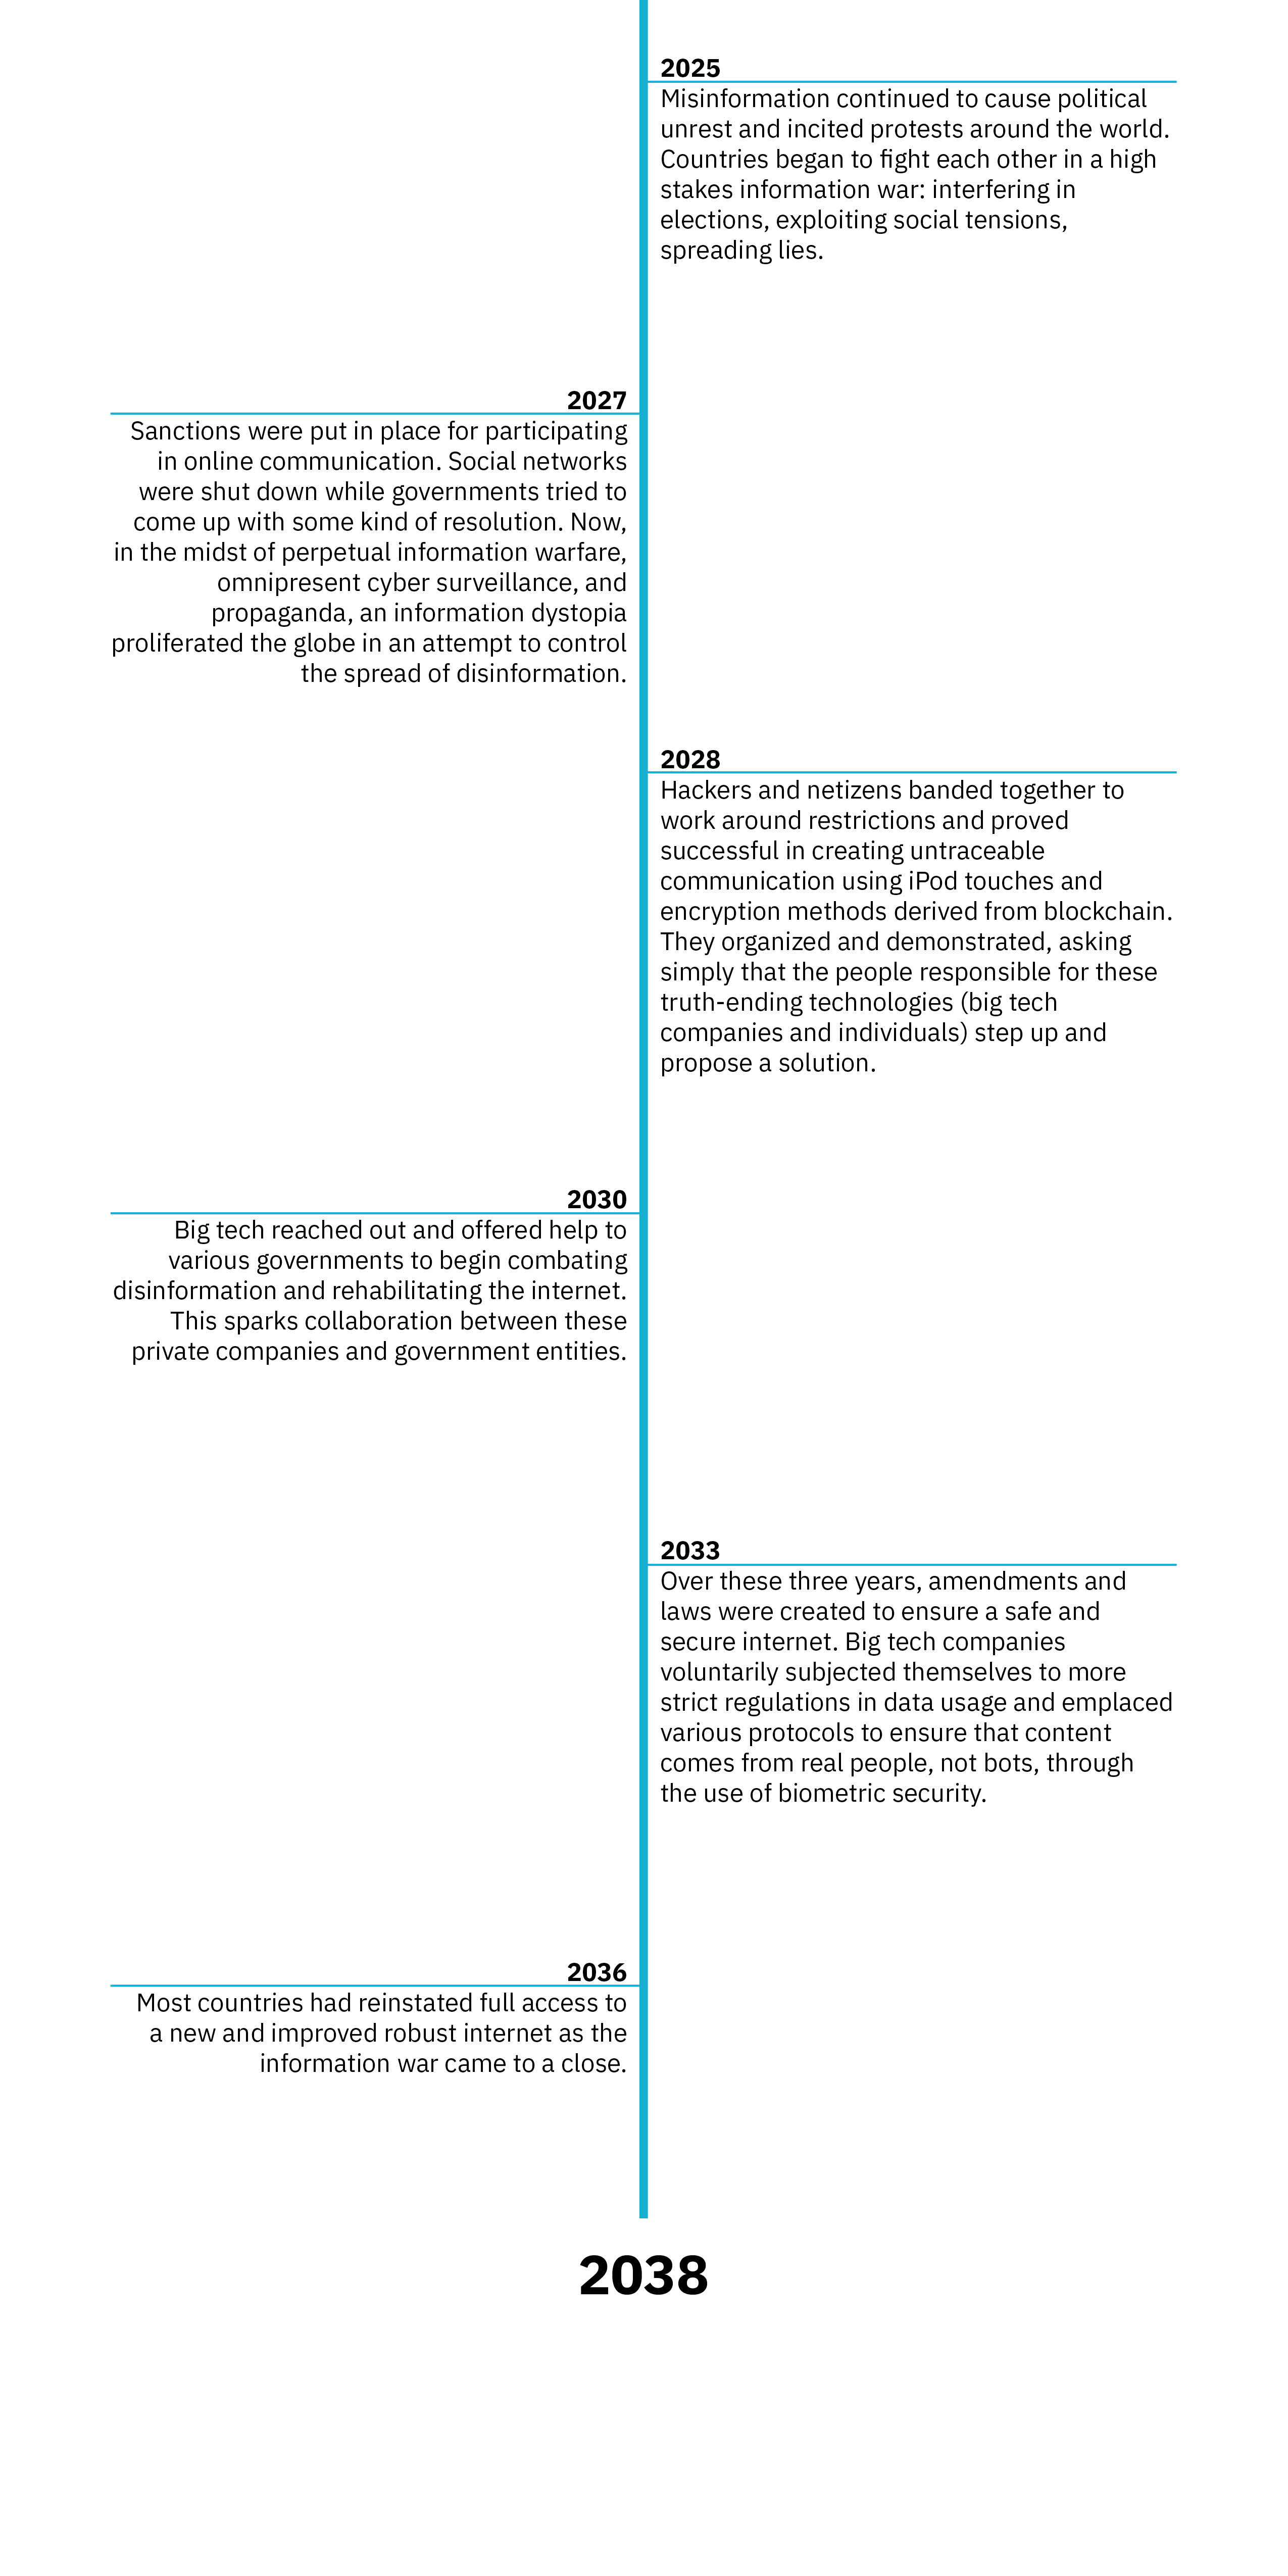 2025
Misinformation continued to cause political
unrest and incited protests around the world.
Countries began to fight each other in a high
stakes information war: interfering in
elections, exploiting social tensions,
spreading lies.
2027
Sanctions were put in place for participating
in online communication. Social networks
were shut down while governments tried to
come up with some kind of resolution. Now,
in the midst of perpetual information warfare,
omnipresent cyber surveillance, and
propaganda, an information dystopia
proliferated the globe in an attempt to control
the spread of disinformation.
2028
Hackers and netizens banded together to
work around restrictions and proved
successful in creating untraceable
communication using iPod touches and
encryption methods derived from blockchain.
They organized and demonstrated, asking
simply that the people responsible for these
truth-ending technologies (big tech
companies and individuals) step up and
propose a solution.
2030
Big tech reached out and offered help to
various governments to begin combating
disinformation and rehabilitating the internet.
This sparks collaboration between these
private companies and government entities.
2033
Over these three years, amendments and
laws were created to ensure a safe and
secure internet. Big tech companies
voluntarily subjected themselves to more
strict regulations in data usage and emplaced
various protocols to ensure that content
comes from real people, not bots, through
the use of biometric security.
2036
Most countries had reinstated full access to
a new and improved robust internet as the
information war came to a close.
2038